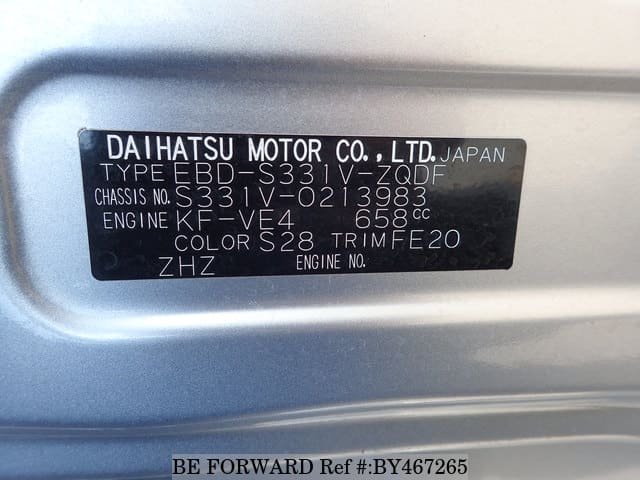 DAIHATSU MOTOR CO., LTD. JAPAN
TYPE EBD-S331V-ZQDF
CHASSIS NO. S331V-0213983
ENGINE KF-VE4 658CC
COLOR S28 TRIM FE20
ZHZ ENGINE NO.
BE FORWARD Ref #:BY467265